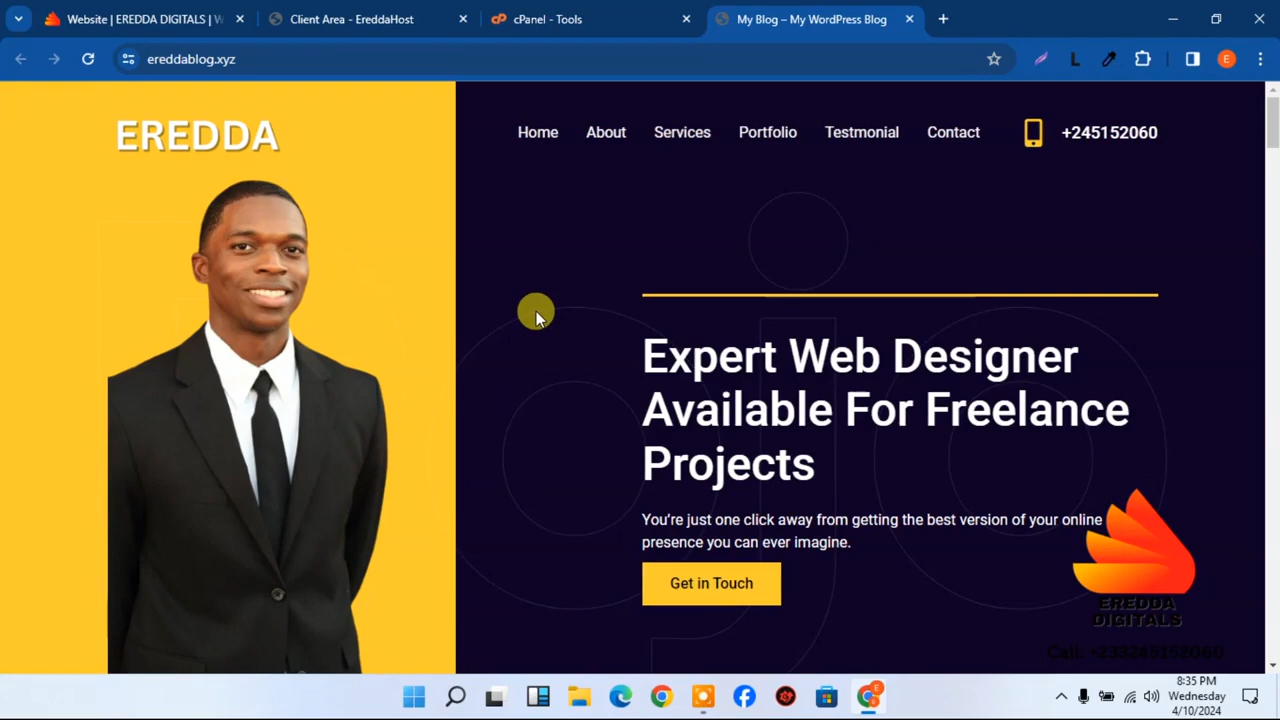 Website | EREDDA DIGITALS | W
Client Area - EreddaHost
cPanel - Tools
My Blog – My WordPress Blog
ereddablog.xyz
L
E
EREDDA
Home
About
Services
Portfolio
Testmonial
Contact
+245152060
Expert Web Designer
Available For Freelance
Projects
You're just one click away from getting the best version of your online
presence you can ever imagine.
Get in Touch
EREDDA
DIGITALS
Call: +233245152060
E
8:35 PM
Wednesday
4/10/2024